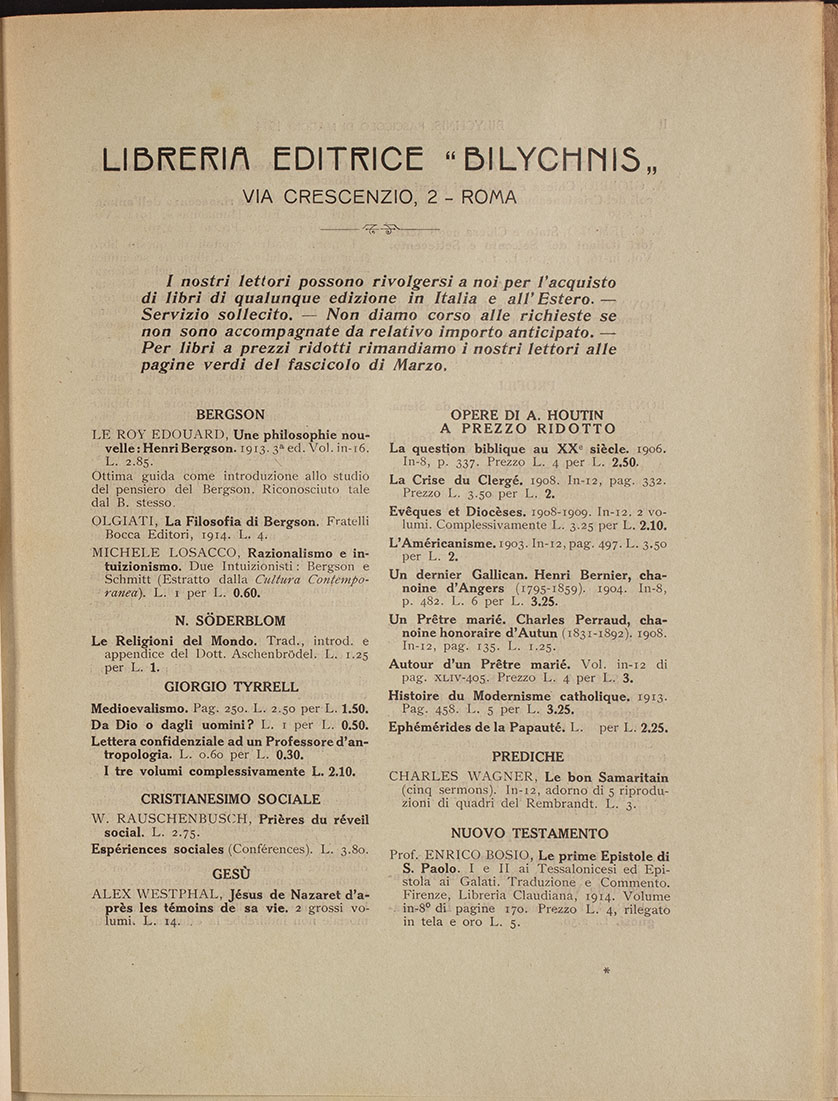 LIBRERIA EDITRICE “BILYCHNIS„
VIA CRESCENZIO, 2 - ROMA
I nostri lettori possono rivolgersi a noi per l'acquisto
di libri di qualunque edizione in Italia e all'Estero. —
Servizio sollecito. — Non diamo corso alle richieste se
non sono accompagnate da relativo importo anticipato. —
Per libri a prezzi ridotti rimandiamo i nostri lettori alle
pagine verdi del fascicolo di Marzo.
BERGSON
LE ROY EDOUARD, Une philosophie nou-
velle: Henri Bergson. 1913. 3ª ed. Vol. in-16.
L. 2.85.
Ottima guida come introduzione allo studio
del pensiero del Bergson. Riconosciuto tale
dal B. stesso.
OLGIATI, La Filosofia di Bergson. Fratelli
Bocca Editori, 1914. L. 4.
MICHELE LOSACCO, Razionalismo e in-
tuizionismo. Due Intuizionisti: Bergson e
Schmitt (Estratto dalla Cultura Contempo-
ranea). L. 1 per L. 0.60.
N. SÖDERBLOM
Le Religioni del Mondo. Trad., introd. e
appendice del Dott. Aschenbrödel. L. 1.25
per L. 1.
GIORGIO TYRRELL
Medioevalismo. Pag. 250. L. 2.50 per L. 1.50.
Da Dio o dagli uomini? L. 1 per L. 0.50.
Lettera confidenziale ad un Professore d'an-
tropologia. L. 0.60 per L. 0.30.
I tre volumi complessivamente L. 2.10.
CRISTIANESIMO SOCIALE
W. RAUSCHENBUSCH, Prières du réveil
social. L. 2.75.
Espériences sociales (Conférences). L. 3.80.
GESÙ
ALEX WESTPHAL, Jésus de Nazaret d'a-
près les témoins de sa vie. 2 grossi vo-
lumi. L. 14.
OPERE DI A. HOUTIN
A PREZZO RIDOTTO
La question biblique au XXe siècle. 1906.
In-8, p. 337. Prezzo L. 4 per L. 2.50.
La Crise du Clergé. 1908. In-12, pag. 332.
Prezzo L. 3.50 per L. 2.
Evêques et Diocèses. 1908-1909. In-12. 2 vo-
lumi. Complessivamente L. 3.25 per L. 2.10.
L'Américanisme. 1903. In-12, pag. 497. L. 3.50
per L. 2.
Un dernier Gallican. Henri Bernier, cha-
noine d'Angers (1795-1859). 1904. In-8,
p. 482. L. 6 per L. 3.25.
Un Prêtre marié. Charles Perraud, cha-
noine honoraire d'Autun (1831-1892). 1908.
In-12, pag. 135. L. 1.25.
Autour d'un Prêtre marié. Vol. in-12 di
pag. XLIV-405. Prezzo L. 4 per L. 3.
Histoire du Modernisme catholique. 1913.
Pag. 458. L. 5 per L. 3.25.
Ephémérides de la Papauté. L. per L. 2.25.
PREDICHE
CHARLES WAGNER, Le bon Samaritain
(cinq sermons). In-12, adorno di 5 riprodu-
zioni di quadri del Rembrandt. L. 3.
NUOVO TESTAMENTO
Prof. ENRICO BOSIO, Le prime Epistole di
S. Paolo. I e II ai Tessalonicesi ed Epi-
stola ai Galati. Traduzione e Commento.
Firenze, Libreria Claudiana, 1914. Volume
in-8º di pagine 170. Prezzo L. 4, rilegato
in tela e oro L. 5.
*